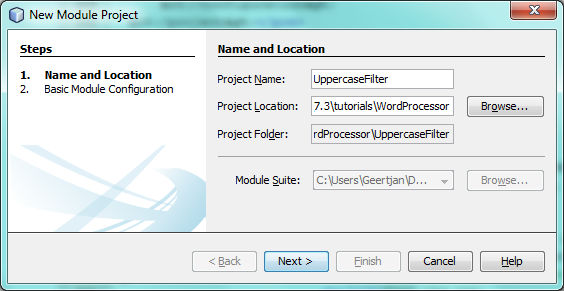 New Module Project
Steps
1. Name and Location
2. Basic Module Configuration
Name and Location
Project Name: UppercaseFilter
Project Location: 7.3\tutorials\WordProcessor Browse...
Project Folder: rdProcessor\UppercaseFilter
Module Suite: C:\Users\Geertjan\D... Browse...
< Back Next > Finish Cancel Help